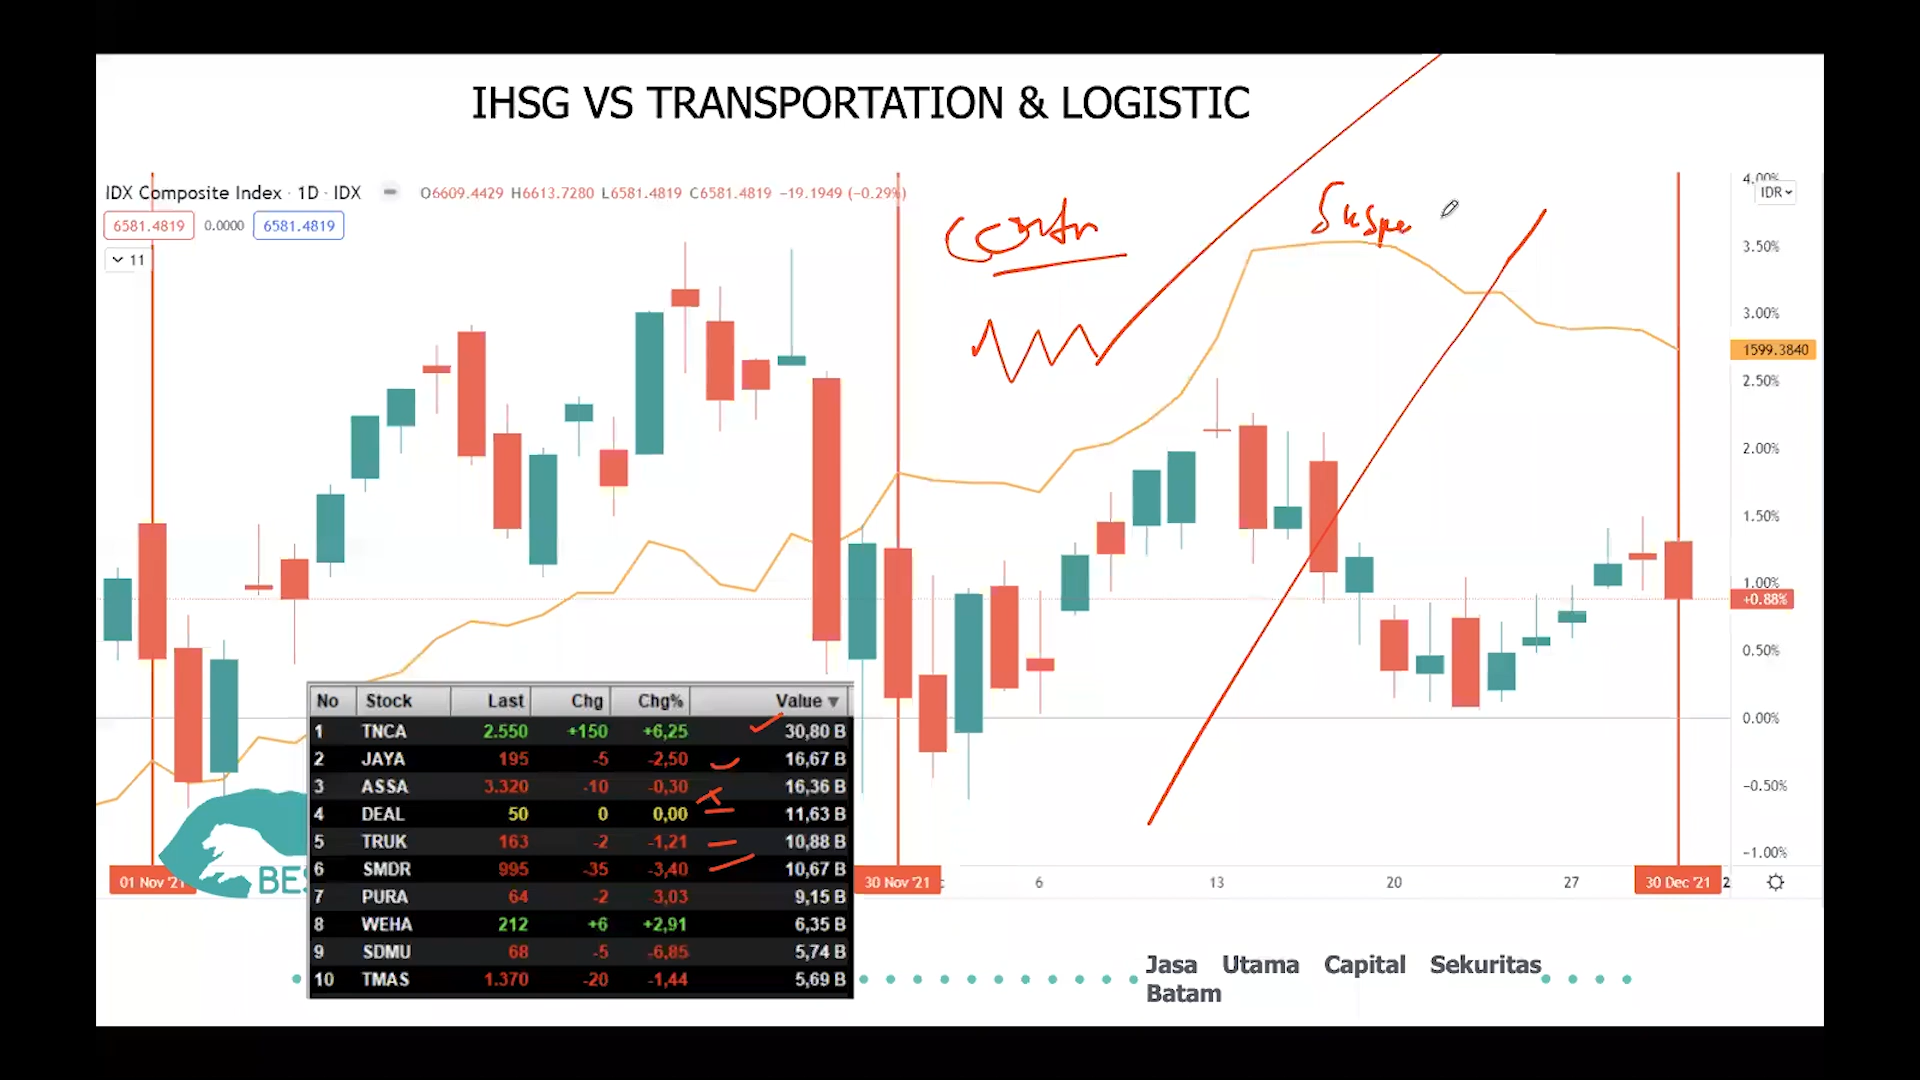 IHSG VS TRANSPORTATION & LOGISTIC
IDX Composite Index · 1D · IDX O6609.4429 H6613.7280 L6581.4819 C6581.4819 −19.1949 (−0.29%)
6581.4819 0.0000 6581.4819
11
Suspe
4.00%
IDR
3.50%
3.00%
1599.3840
2.50%
2.00%
1.50%
1.00%
+0.88%
0.50%
0.00%
−0.50%
−1.00%
No Stock Last Chg Chg% Value
1 TNCA 2.550 +150 +6,25 30,80 B
2 JAYA 195 -5 -2,50 16,67 B
3 ASSA 3.320 -10 -0,30 16,36 B
4 DEAL 50 0 0,00 11,63 B
5 TRUK 163 -2 -1,21 10,88 B
6 SMDR 995 -35 -3,40 10,67 B
7 PURA 64 -2 -3,03 9,15 B
8 WEHA 212 +6 +2,91 6,35 B
9 SDMU 68 -5 -6,85 5,74 B
10 TMAS 1.370 -20 -1,44 5,69 B
BES
01 Nov '21 30 Nov '21 6 13 20 27 30 Dec '21 2
Jasa Utama Capital Sekuritas
Batam